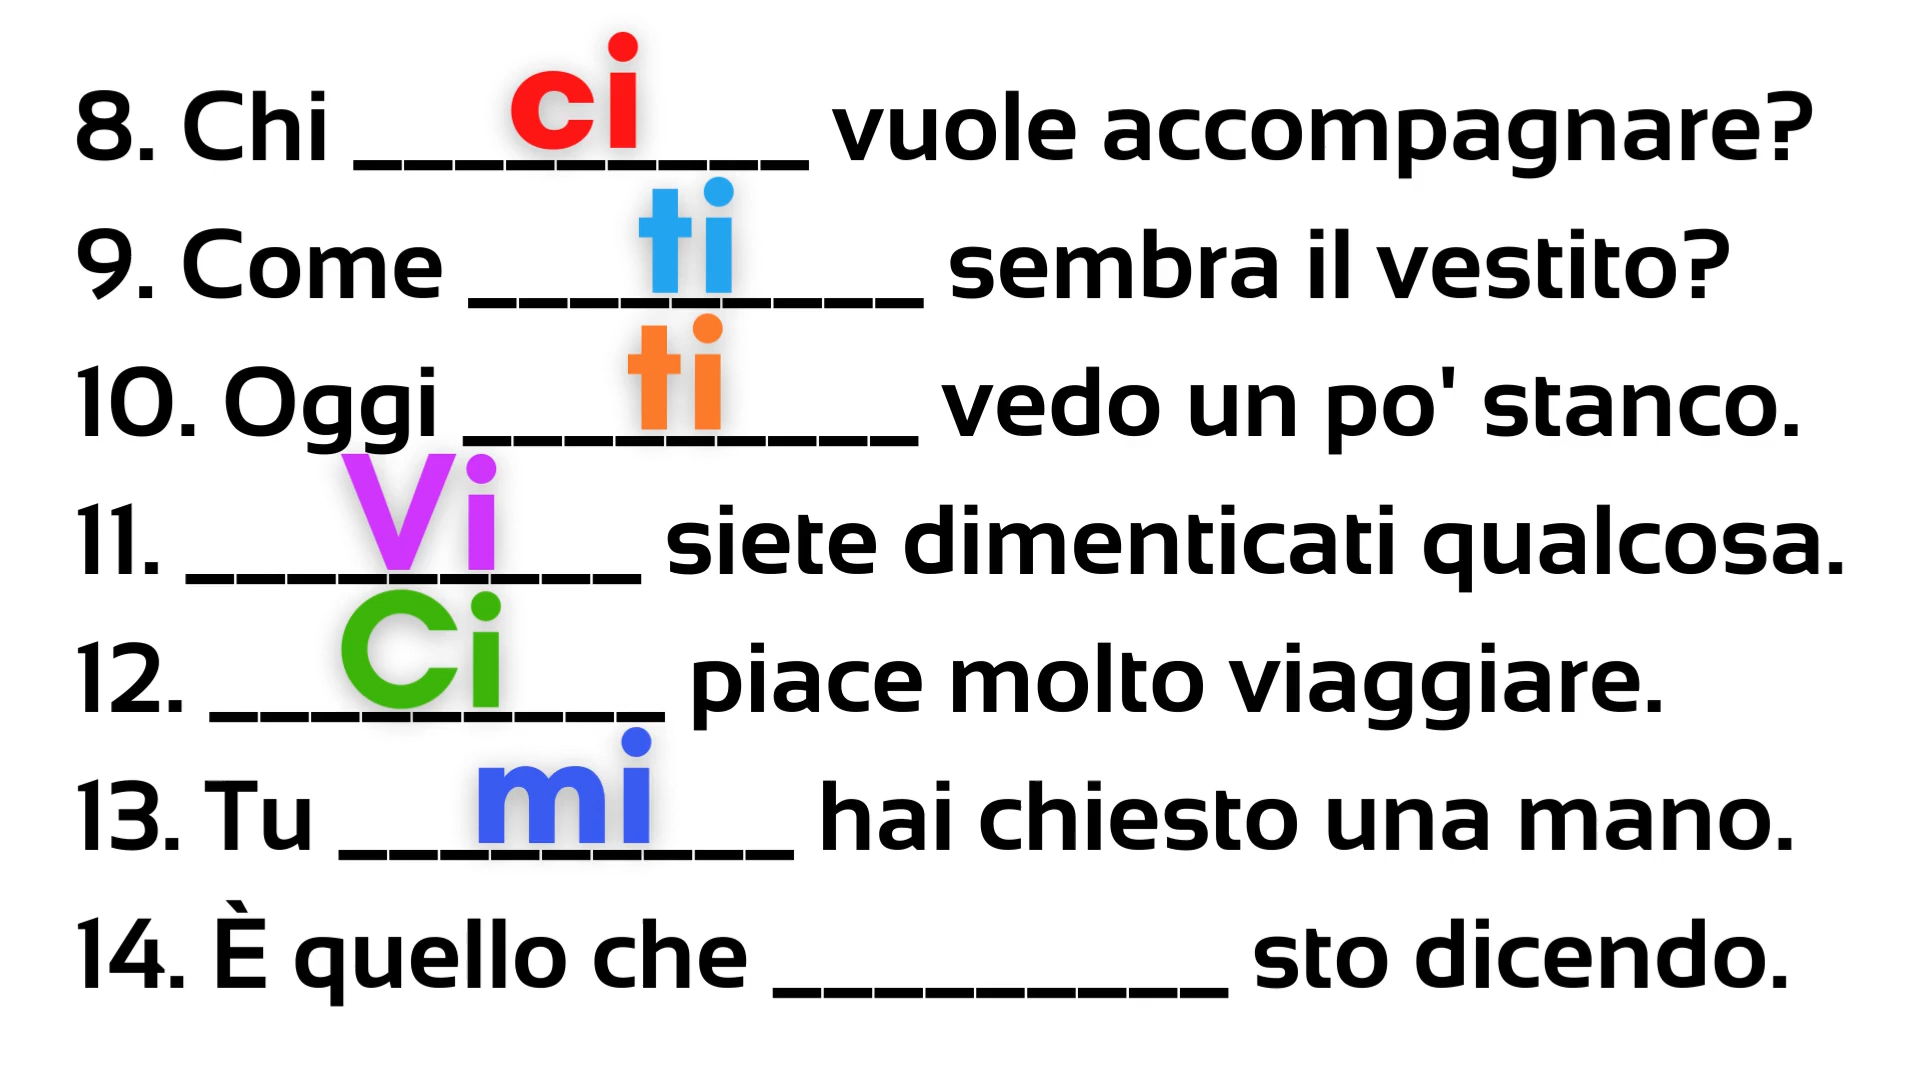 8. Chi ci vuole accompagnare?
9. Come ti sembra il vestito?
10. Oggi ti vedo un po' stanco.
11. Vi siete dimenticati qualcosa.
12. Ci piace molto viaggiare.
13. Tu mi hai chiesto una mano.
14. È quello che _________ sto dicendo.